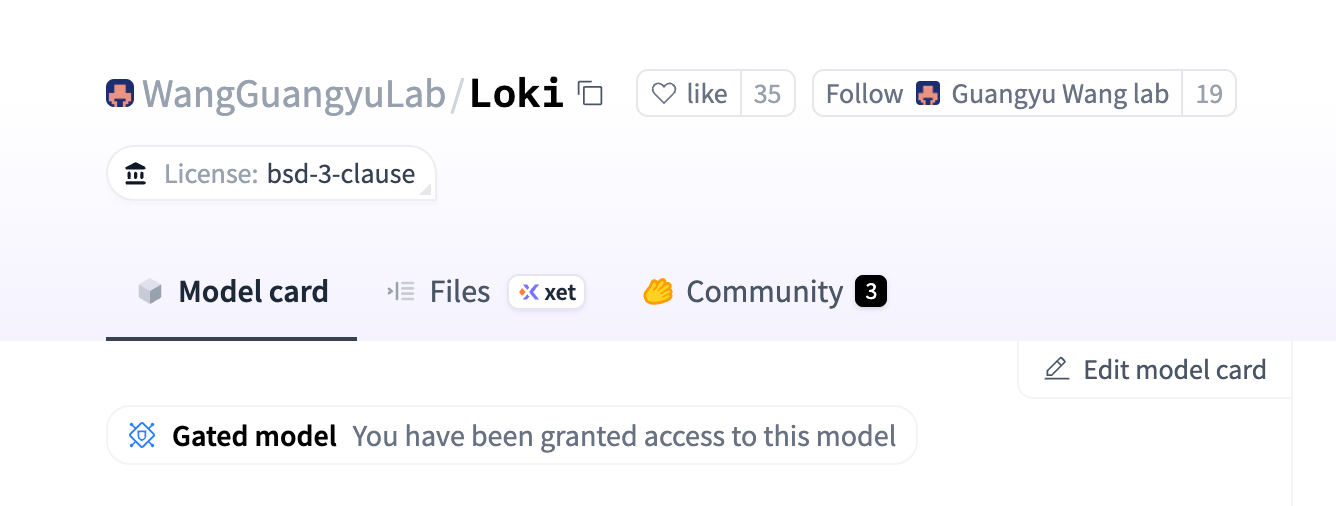 WangGuangyuLab/Loki like 35 Follow Guangyu Wang lab 19
License: bsd-3-clause
Model card Files xet Community 3
Edit model card
Gated model You have been granted access to this model